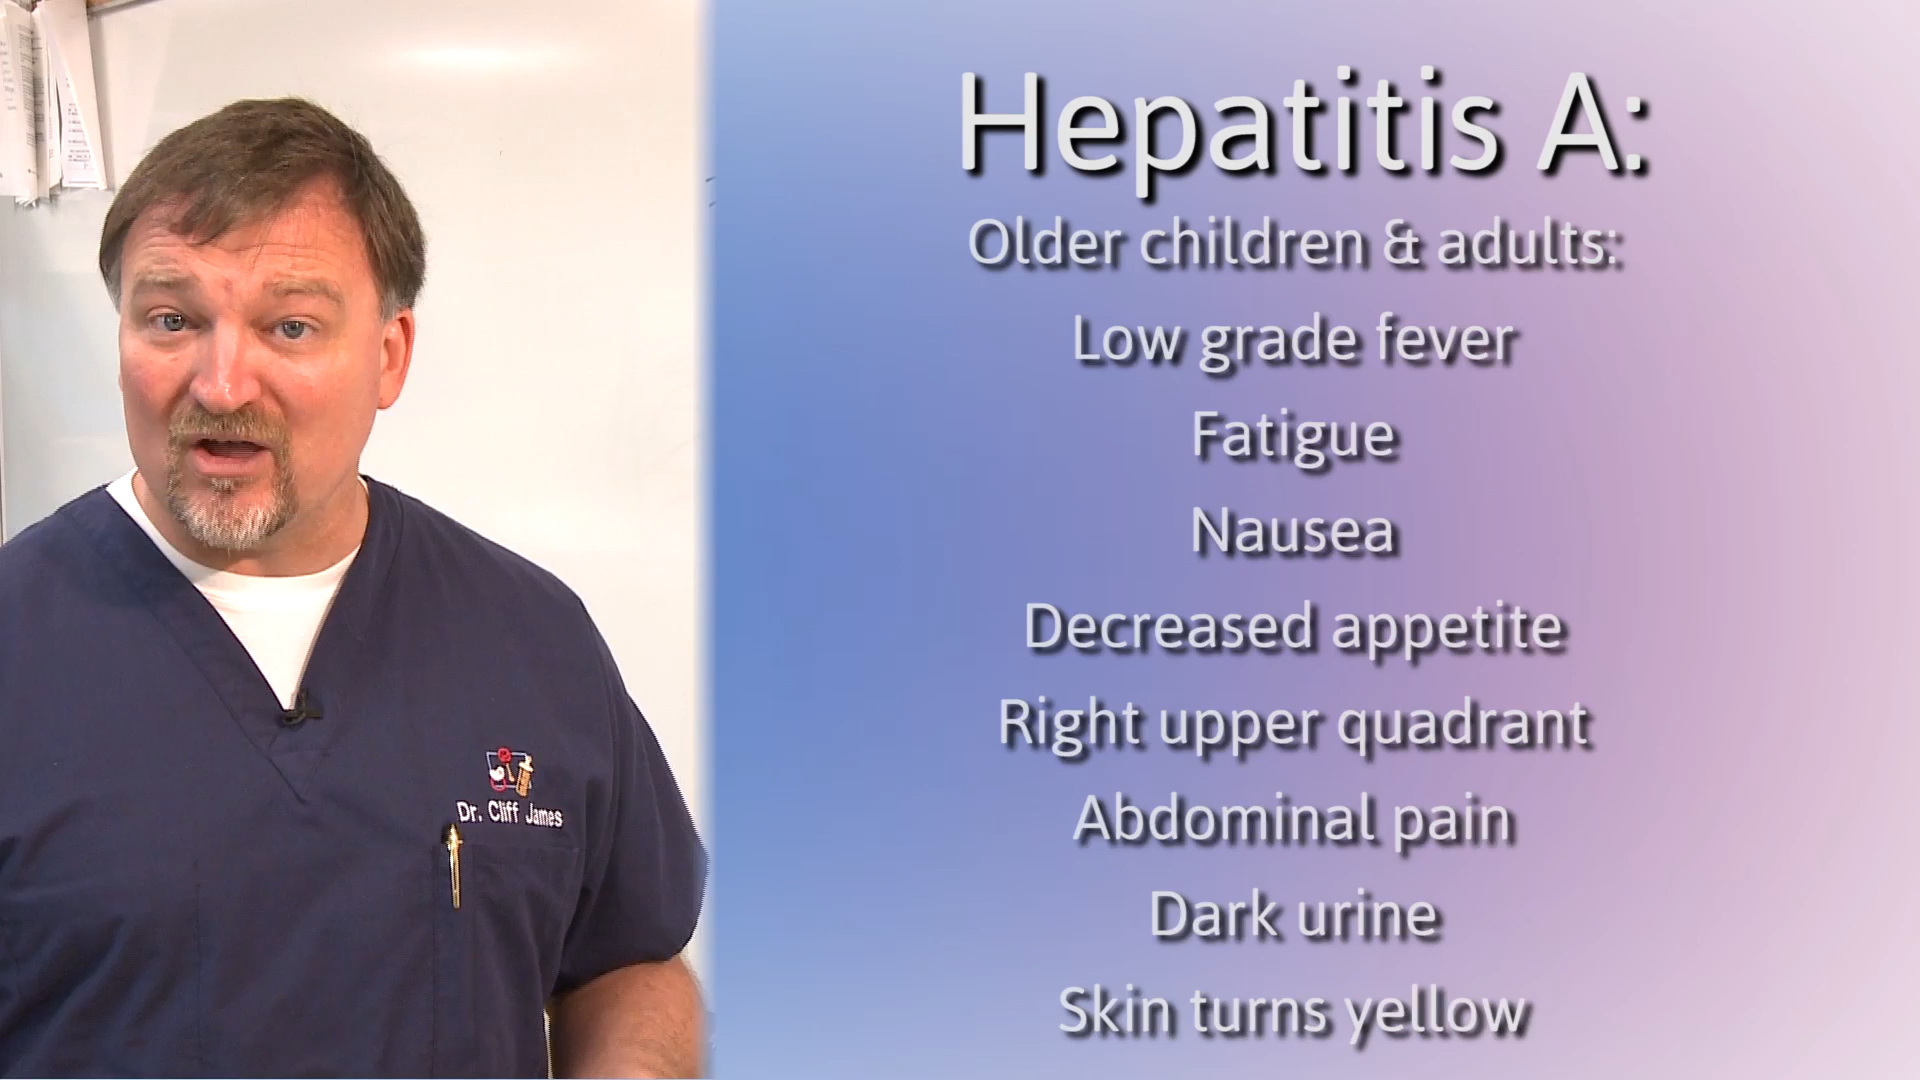 Hepatitis A:
Older children & adults:
Low grade fever
Fatigue
Nausea
Decreased appetite
Right upper quadrant
Abdominal pain
Dark urine
Skin turns yellow
Dr. Cliff James